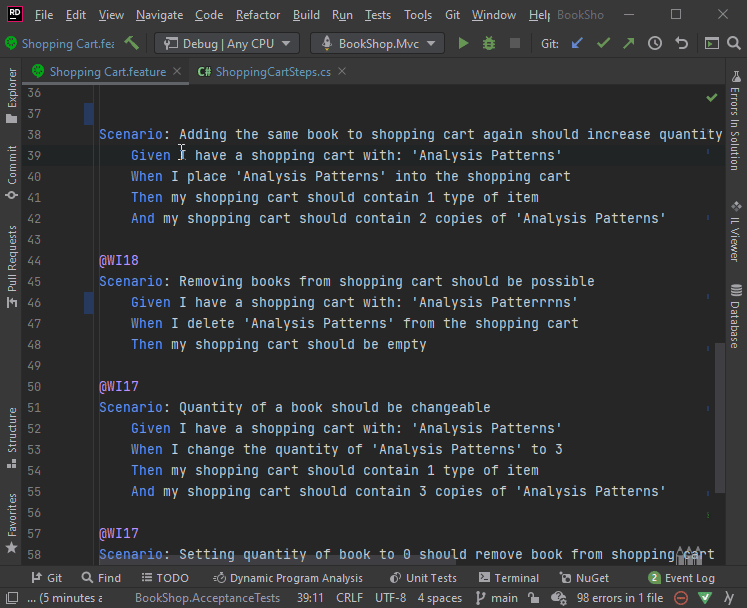 RD File Edit View Navigate Code Refactor Build Run Tests Tools Git Window Help BookSho
Shopping Cart.fea Debug | Any CPU BookShop.Mvc Git:
Shopping Cart.feature C# ShoppingCartSteps.cs
36
37
38 Scenario: Adding the same book to shopping cart again should increase quantity
39 Given I have a shopping cart with: 'Analysis Patterns'
40 When I place 'Analysis Patterns' into the shopping cart
41 Then my shopping cart should contain 1 type of item
42 And my shopping cart should contain 2 copies of 'Analysis Patterns'
43
44 @WI18
45 Scenario: Removing books from shopping cart should be possible
46 Given I have a shopping cart with: 'Analysis Patterrrns'
47 When I delete 'Analysis Patterns' from the shopping cart
48 Then my shopping cart should be empty
49
50 @WI17
51 Scenario: Quantity of a book should be changeable
52 Given I have a shopping cart with: 'Analysis Patterns'
53 When I change the quantity of 'Analysis Patterns' to 3
54 Then my shopping cart should contain 1 type of item
55 And my shopping cart should contain 3 copies of 'Analysis Patterns'
56
57 @WI17
58 Scenario: Setting quantity of book to 0 should remove book from shopping cart
Explorer
Commit
Pull Requests
Structure
Favorites
Errors In Solution
IL Viewer
Database
Git Find TODO Dynamic Program Analysis Unit Tests Terminal NuGet 2 Event Log
... (5 minutes a BookShop.AcceptanceTests 39:11 CRLF UTF-8 4 spaces main 98 errors in 1 file